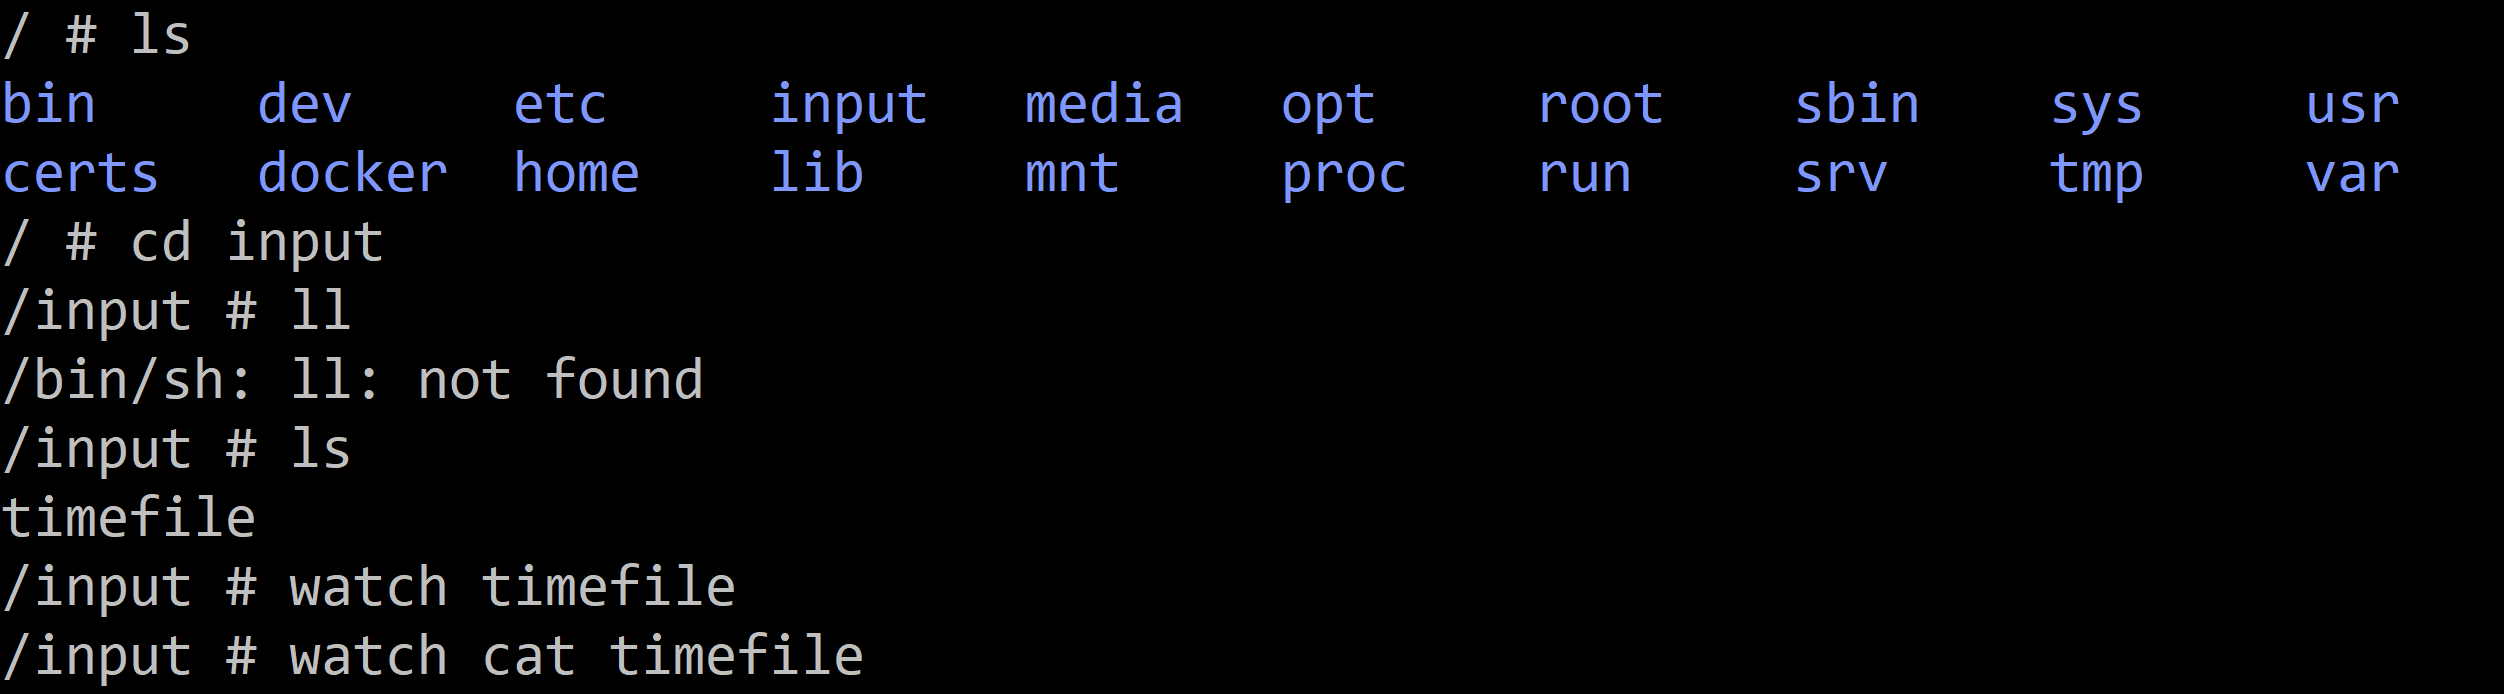 / # ls
bin     dev     etc     input   media   opt     root    sbin    sys     usr
certs   docker  home    lib     mnt     proc    run     srv     tmp     var
/ # cd input
/input # ll
/bin/sh: ll: not found
/input # ls
timefile
/input # watch timefile
/input # watch cat timefile